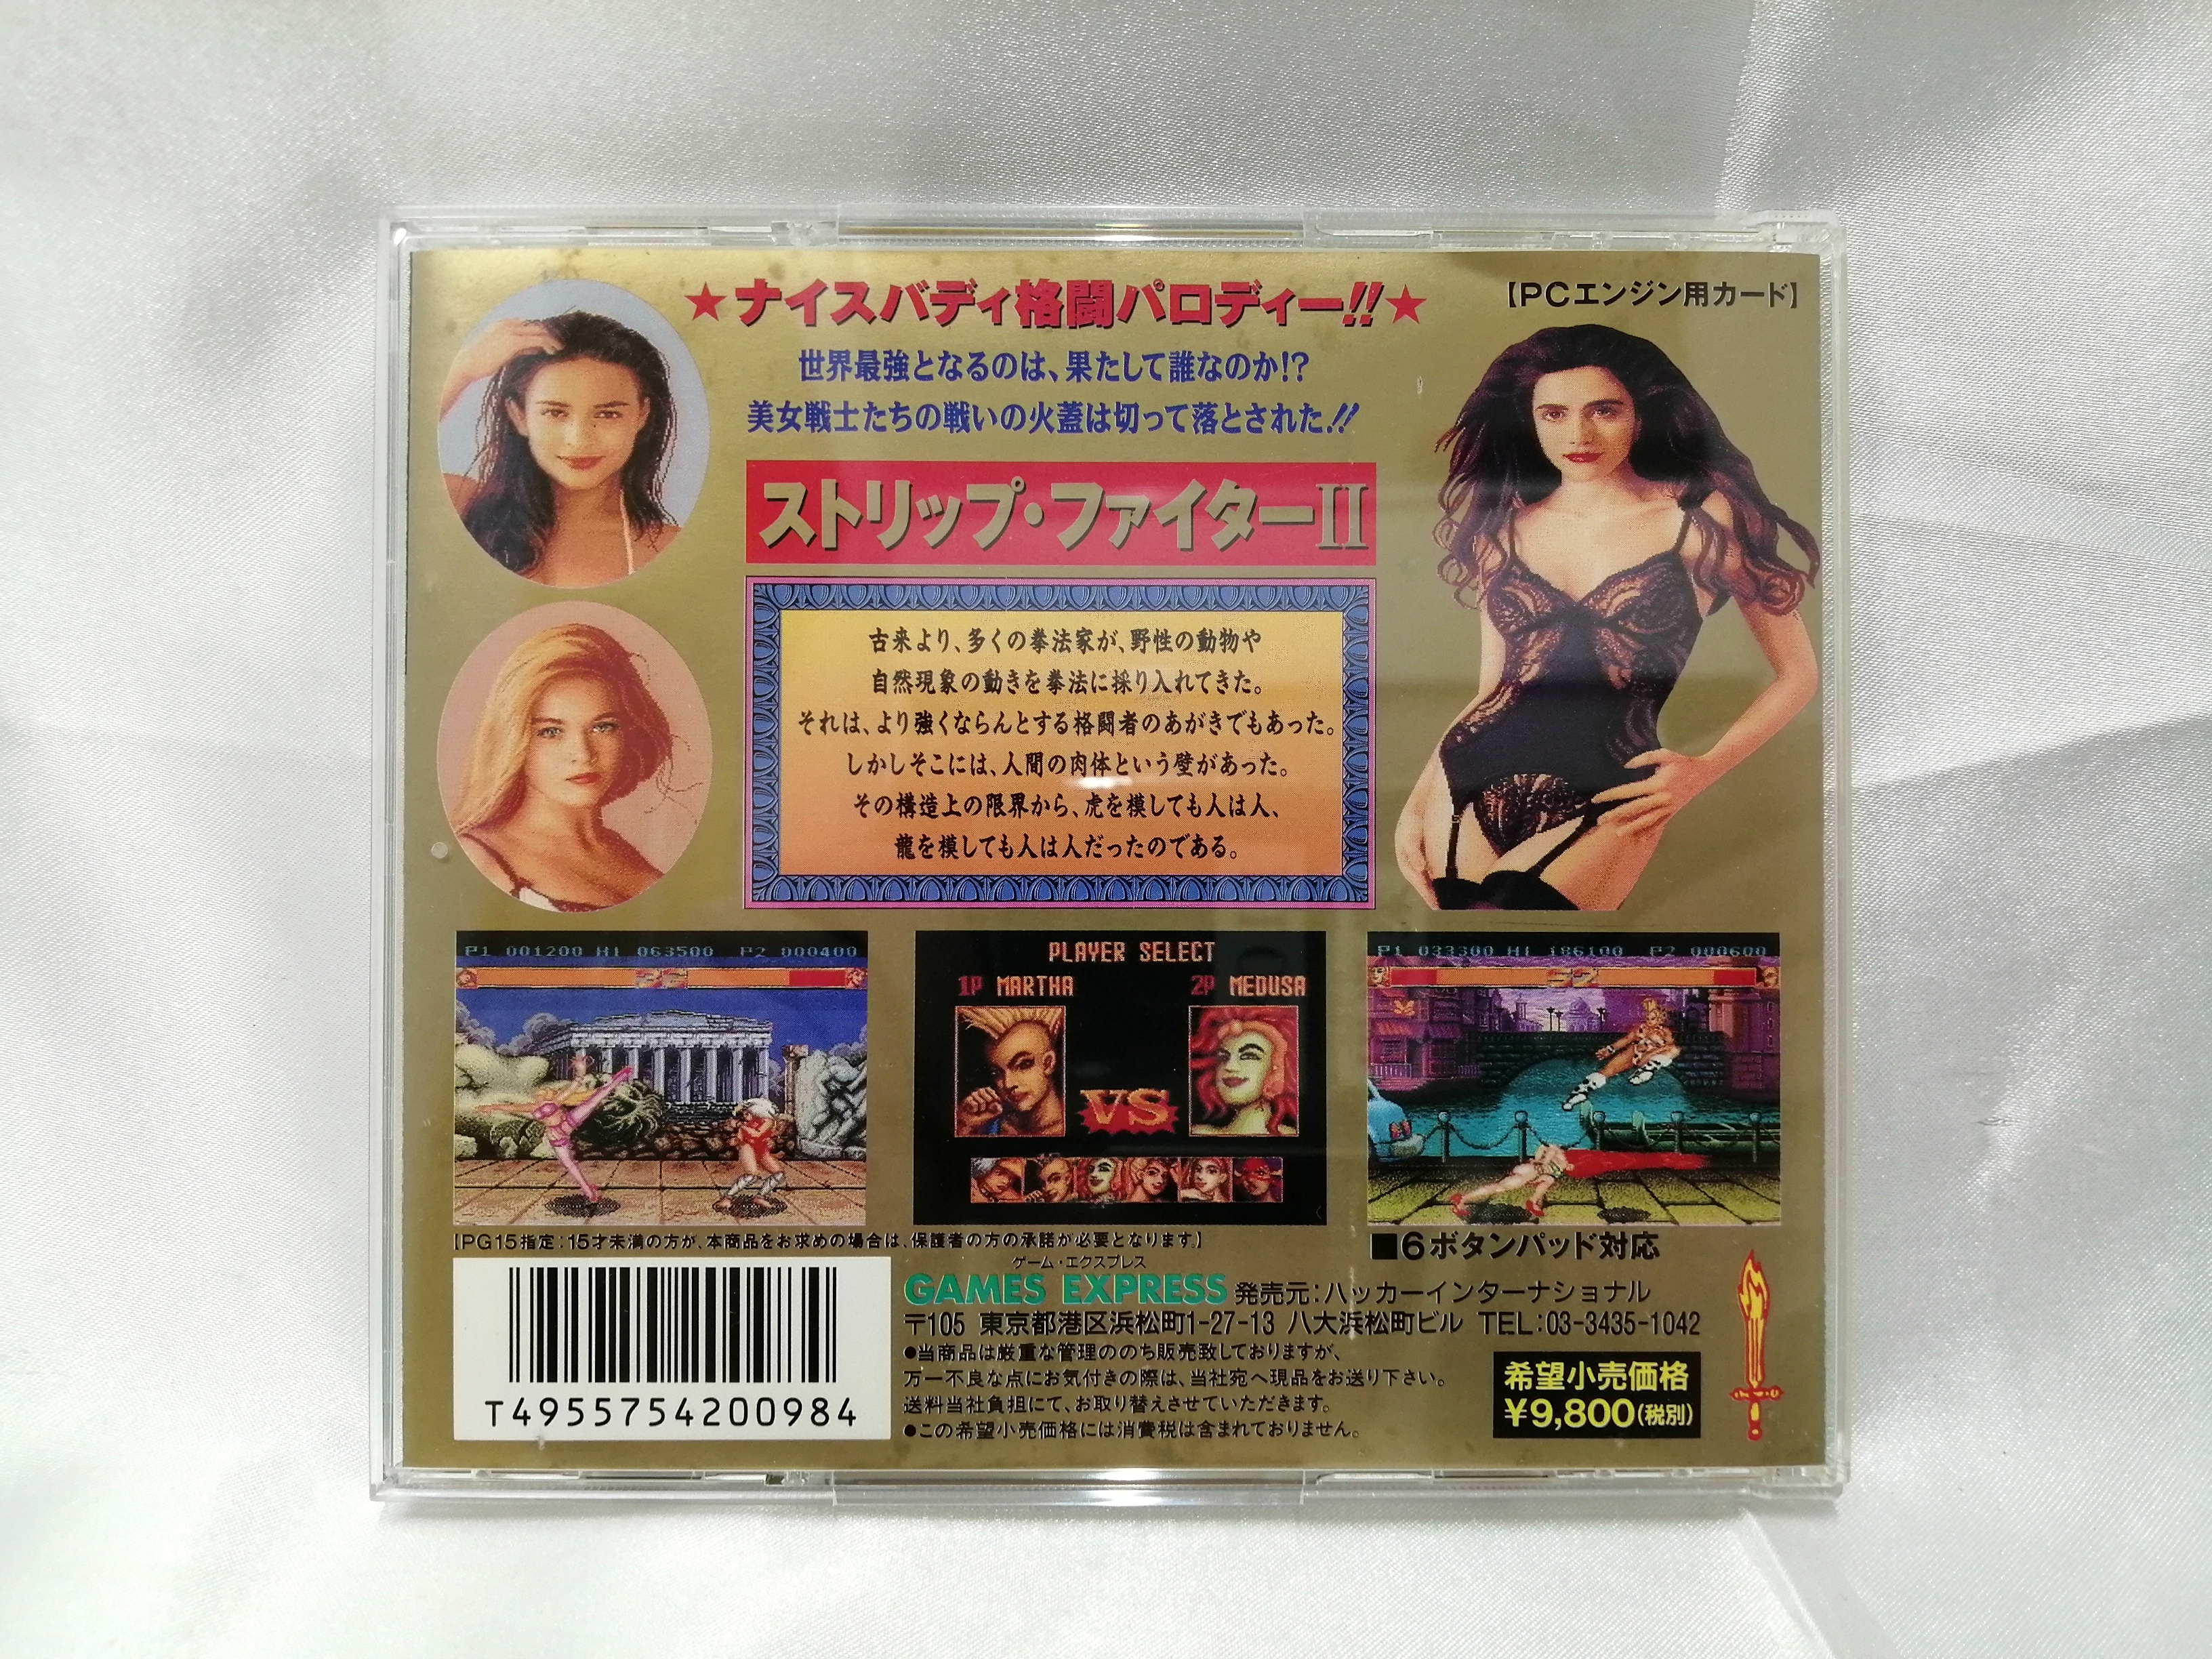 ★ナイスバディ格闘パロディー!!★
【PCエンジン用カード】
世界最強となるのは、果たして誰なのか!?
美女戦士たちの戦いの火蓋は切って落とされた!!
ストリップ・ファイターII
古来より、多くの拳法家が、野性の動物や
自然現象の動きを拳法に採り入れてきた。
それは、より強くならんとする格闘者のあがきでもあった。
しかしそこには、人間の肉体という壁があった。
その構造上の限界から、虎を模しても人は人、
龍を模しても人は人だったのである。
P1 001200 HI 063500 P2 000400
PLAYER SELECT
1P MARTHA
2P MEDUSA
VS
P1 033300 HI 186100 P2 000600
52
【PG15指定：15才未満の方が、本商品をお求めの場合は、保護者の方の承諾が必要となります】
■6ボタンパッド対応
ゲーム・エクスプレス
GAMES EXPRESS 発売元：ハッカーインターナショナル
〒105 東京都港区浜松町1-27-13 八大浜松町ビル TEL：03-3435-1042
●当商品は厳重な管理ののち販売致しておりますが、
万一不良な点にお気付きの際は、当社宛へ現品をお送り下さい。
送料当社負担にて、お取り替えさせていただきます。
●この希望小売価格には消費税は含まれておりません。
希望小売価格
¥9,800(税別)
T4955754200984